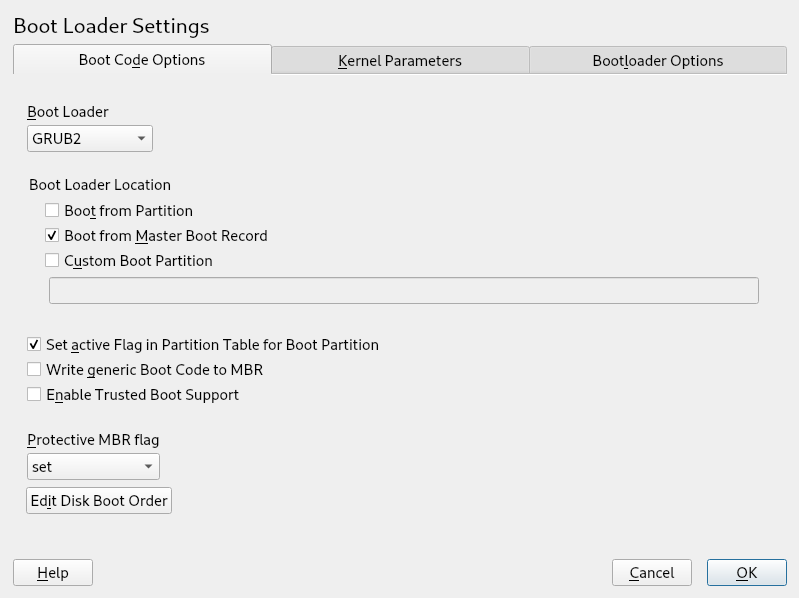 Boot Loader Settings
Boot Code Options Kernel Parameters Bootloader Options
Boot Loader
GRUB2
Boot Loader Location
Boot from Partition
Boot from Master Boot Record
Custom Boot Partition
Set active Flag in Partition Table for Boot Partition
Write generic Boot Code to MBR
Enable Trusted Boot Support
Protective MBR flag
set
Edit Disk Boot Order
Help Cancel OK